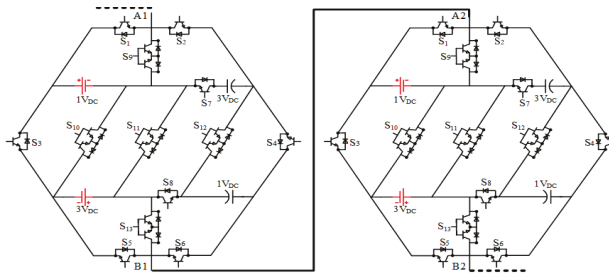 A1
S1 S2
S9
1VDC S7 3VDC
S3 S10 S11 S12 S4
S8
3VDC 1VDC
S13
S5 S6
B1
A2
S1 S2
S9
1VDC S7 3VDC
S3 S10 S11 S12 S4
S8
3VDC 1VDC
S13
S5 S6
B2